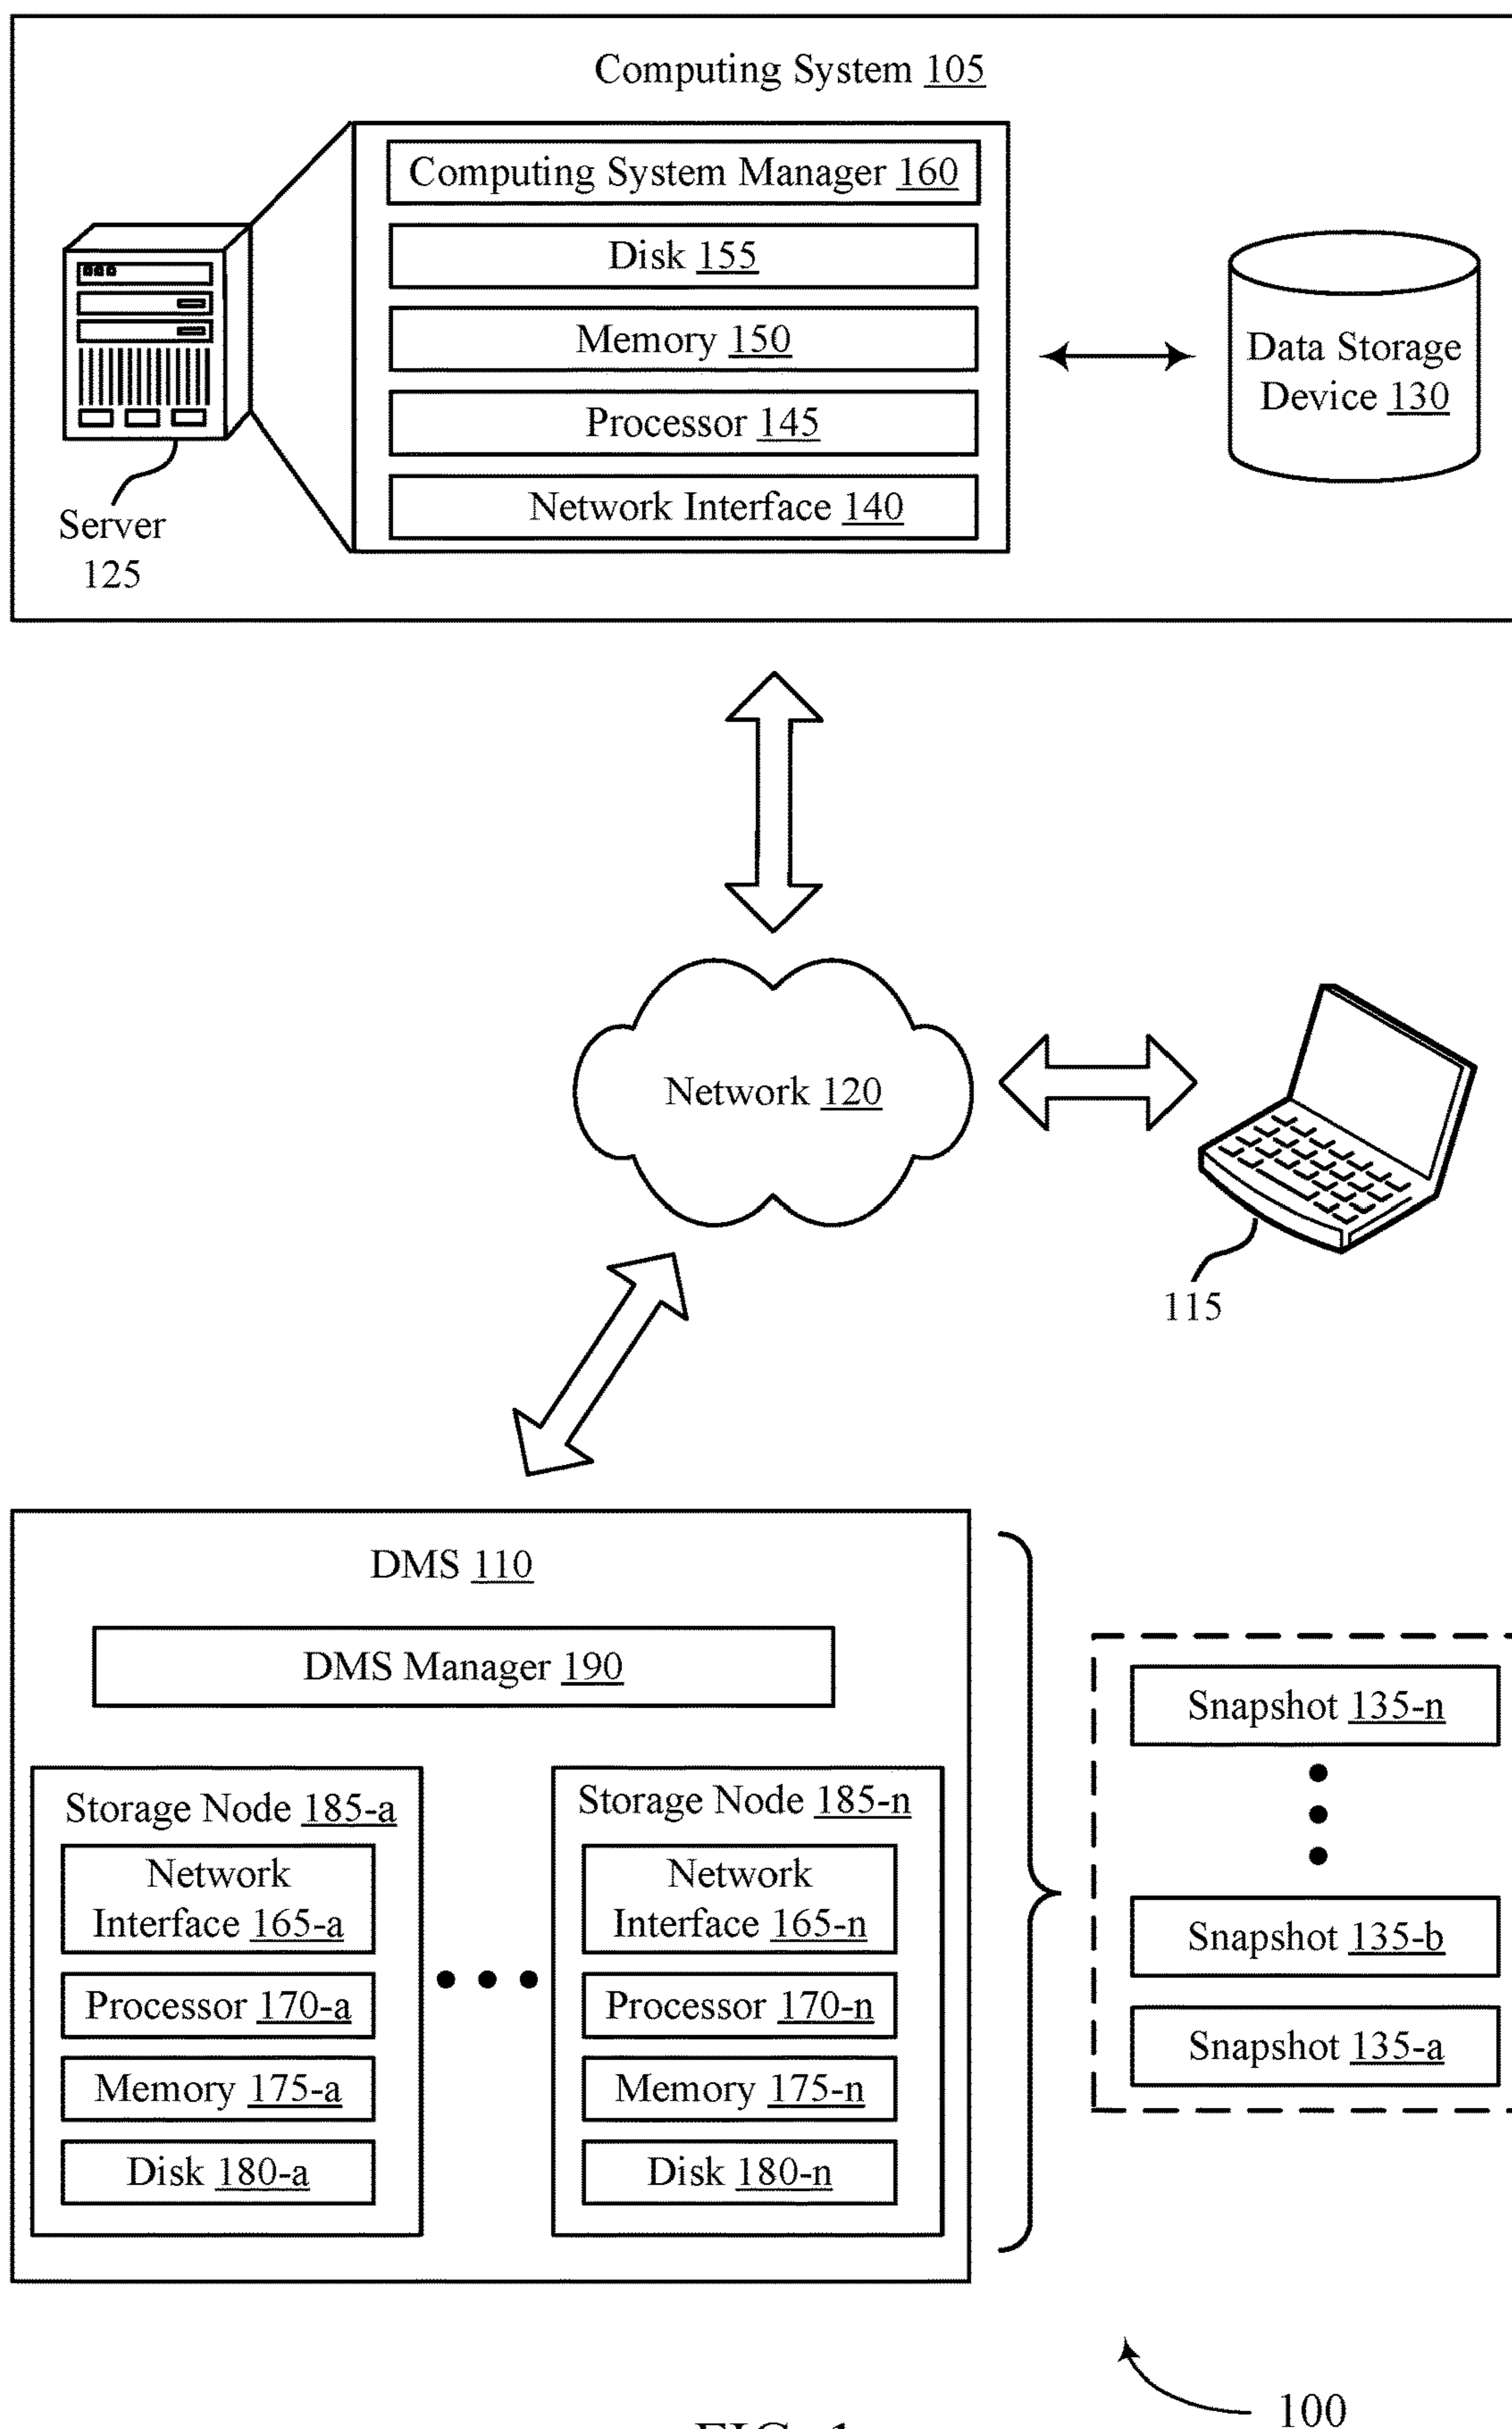 Computing System 105
Computing System Manager 160
Disk 155
Memory 150
Processor 145
Network Interface 140
Server
125
Data Storage
Device 130
Network 120
115
DMS 110
DMS Manager 190
Storage Node 185-a
Network
Interface 165-a
Processor 170-a
Memory 175-a
Disk 180-a
Storage Node 185-n
Network
Interface 165-n
Processor 170-n
Memory 175-n
Disk 180-n
Snapshot 135-n
Snapshot 135-b
Snapshot 135-a
100
FIG. 1